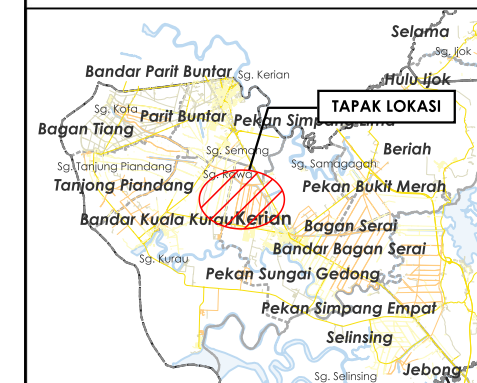 Selama
Sg. Ijok
Bandar Parit Buntar
Sg. Kerian
Hulu Ijok
TAPAK LOKASI
Sg. Kota
Parit Buntar
Pekan Simpang Lima
Bagan Tiang
Sg. Semang
Beriah
Sg. Tanjung Piandang
Sg. Samagagah
Sg. Rawa
Tanjong Piandang
Pekan Bukit Merah
Bandar Kuala Kurau
Kerian
Bagan Serai
Bandar Bagan Serai
Sg. Kurau
Pekan Sungai Gedong
Pekan Simpang Empat
Selinsing
Jebong
Sg. Selinsing